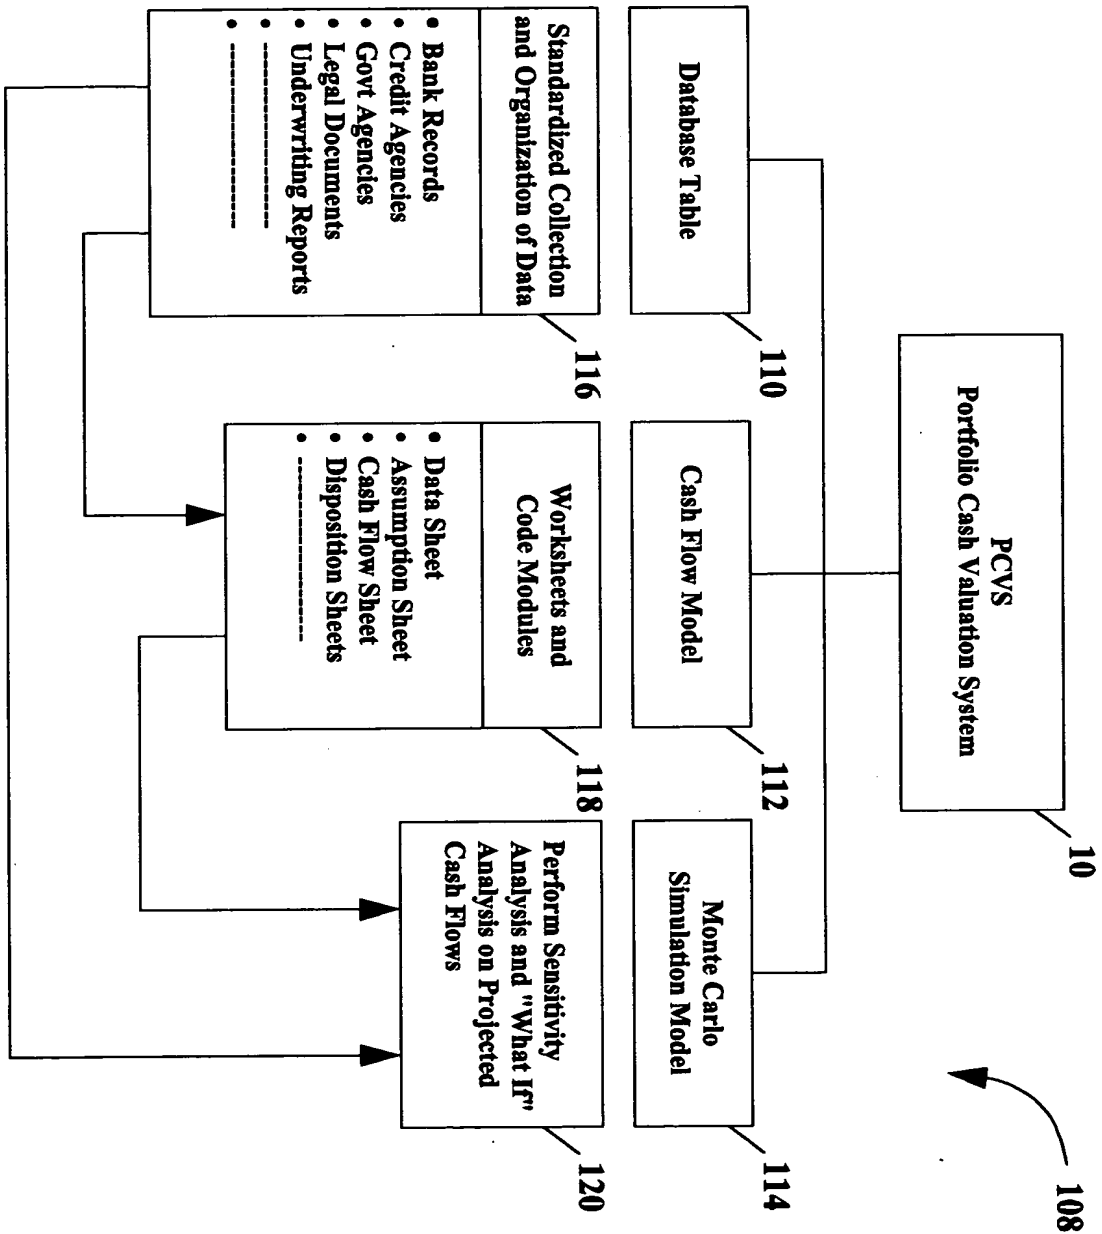 PCVS
Portfolio Cash Valuation System
10
108
Database Table
110
Cash Flow Model
112
Monte Carlo
Simulation Model
114
Standardized Collection
and Organization of Data
116
• Bank Records
• Credit Agencies
• Govt Agencies
• Legal Documents
• Underwriting Reports
• ----------------
• ----------------
Worksheets and
Code Modules
118
• Data Sheet
• Assumption Sheet
• Cash Flow Sheet
• Disposition Sheets
• ----------------
Perform Sensitivity
Analysis and "What If"
Analysis on Projected
Cash Flows
120